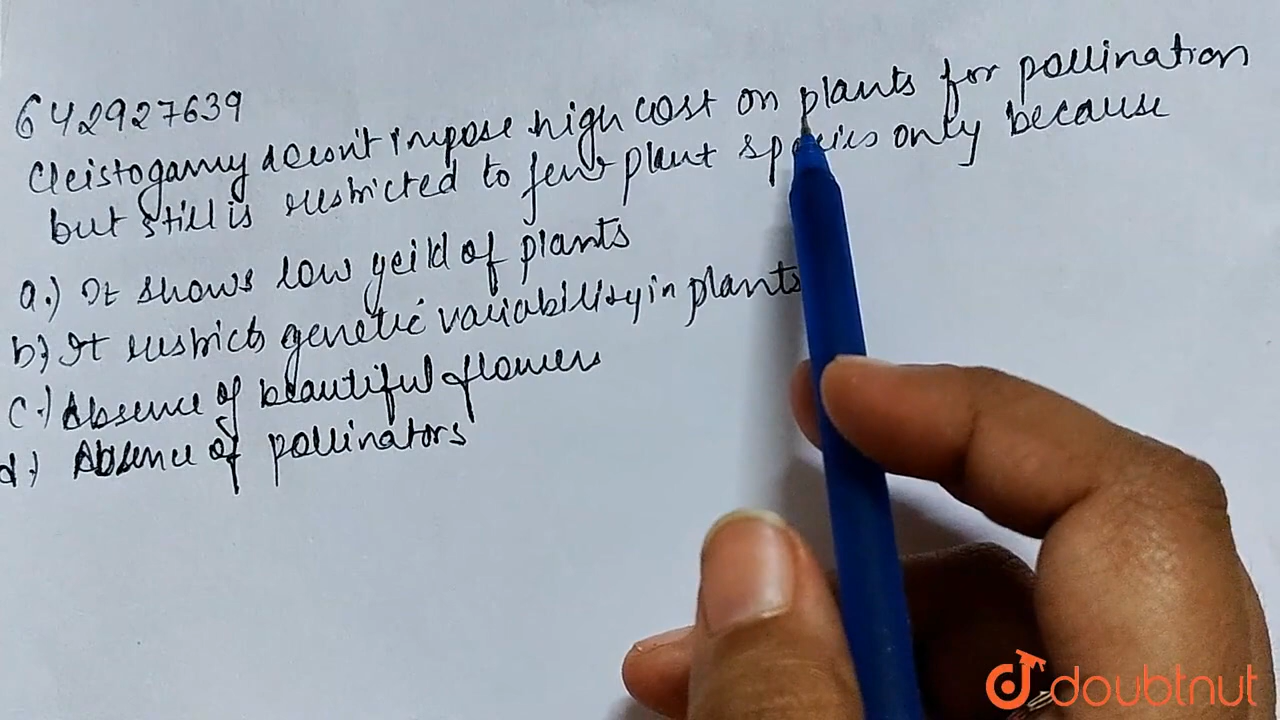 642927639
Cleistogamy doesn't impose high cost on plants for pollination
but still is restricted to few plant species only because
a.) It shows low yeild of plants
b.) It restricts genetic variability in plants
c.) Absence of beautiful flowers
d.) Absence of pollinators
doubtnut